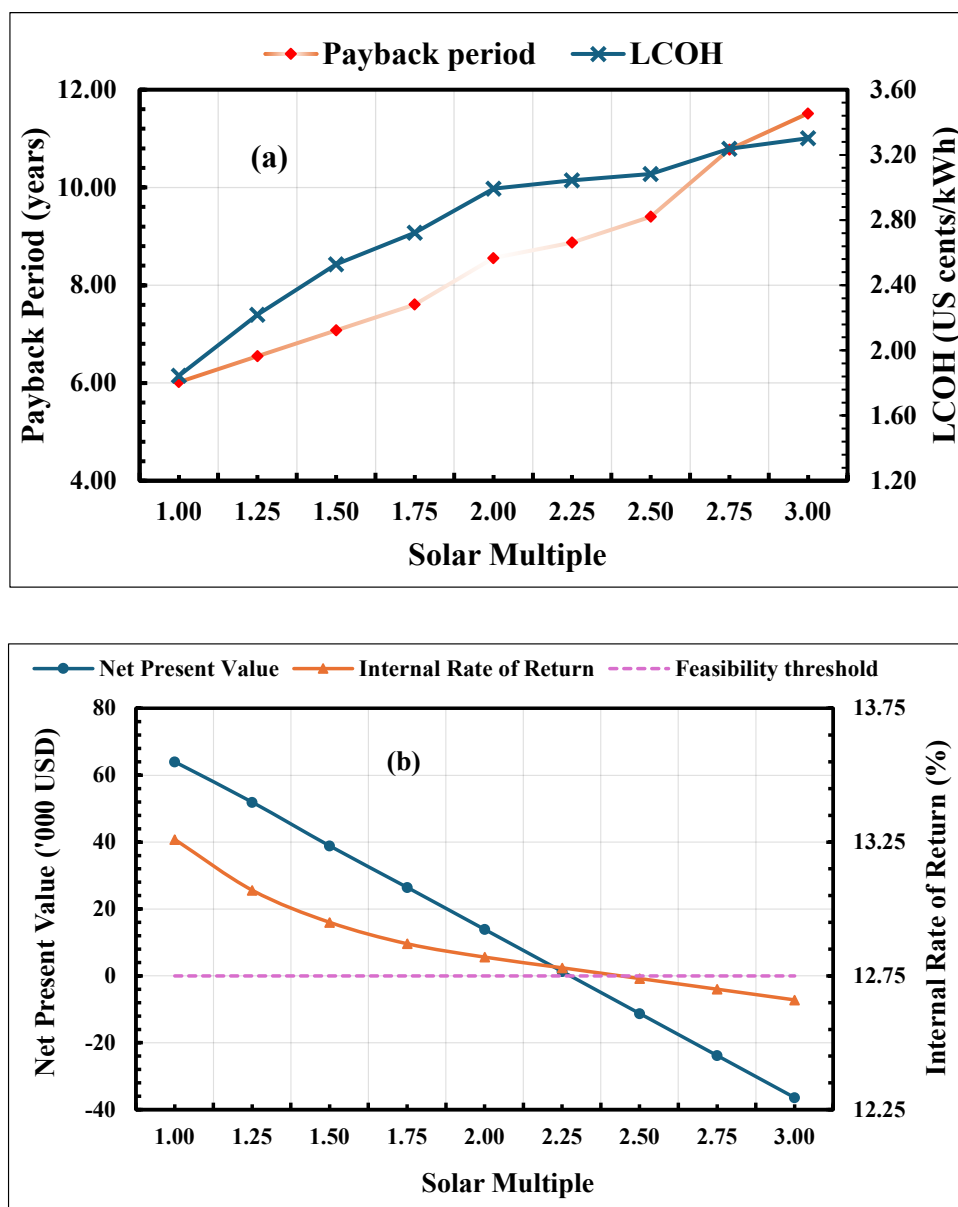 Payback period LCOH
12.00
10.00
8.00
6.00
4.00
Payback Period (years)
(a)
3.60
3.20
2.80
2.40
2.00
1.60
1.20
LCOH (US cents/kWh)
1.00 1.25 1.50 1.75 2.00 2.25 2.50 2.75 3.00
Solar Multiple
Net Present Value Internal Rate of Return Feasibility threshold
80
60
40
20
0
-20
-40
Net Present Value ('000 USD)
(b)
13.75
13.25
12.75
12.25
Internal Rate of Return (%)
1.00 1.25 1.50 1.75 2.00 2.25 2.50 2.75 3.00
Solar Multiple